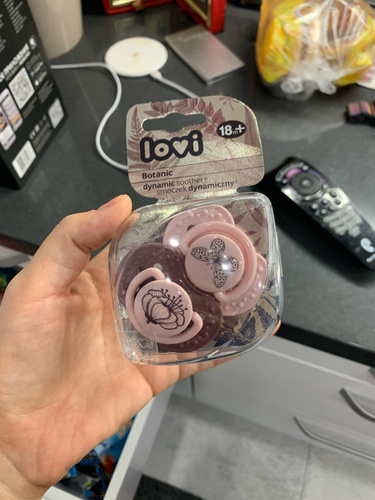 lovi
18m+
Botanic
dynamic soother •
smoczek dynamiczny